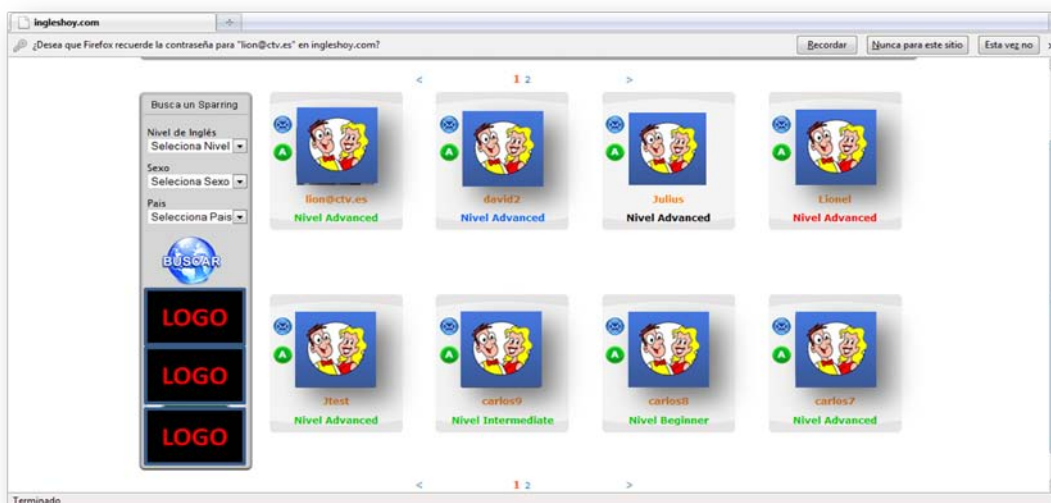 ingleshoy.com
¿Desea que Firefox recuerde la contraseña para "lion@ctv.es" en ingleshoy.com?
Recordar
Nunca para este sitio
Esta vez no
< 1 2 >
Busca un Sparring
Nivel de Inglés
Seleciona Nivel
Sexo
Seleciona Sexo
Pais
Selecciona Pais
BUSCAR
LOGO
LOGO
LOGO
A
lion@ctv.es
Nivel Advanced
A
david2
Nivel Advanced
A
Julius
Nivel Advanced
A
Lionel
Nivel Advanced
A
Jtest
Nivel Advanced
A
carlos9
Nivel Intermediate
A
carlos8
Nivel Beginner
A
carlos7
Nivel Advanced
< 1 2 >
Terminado